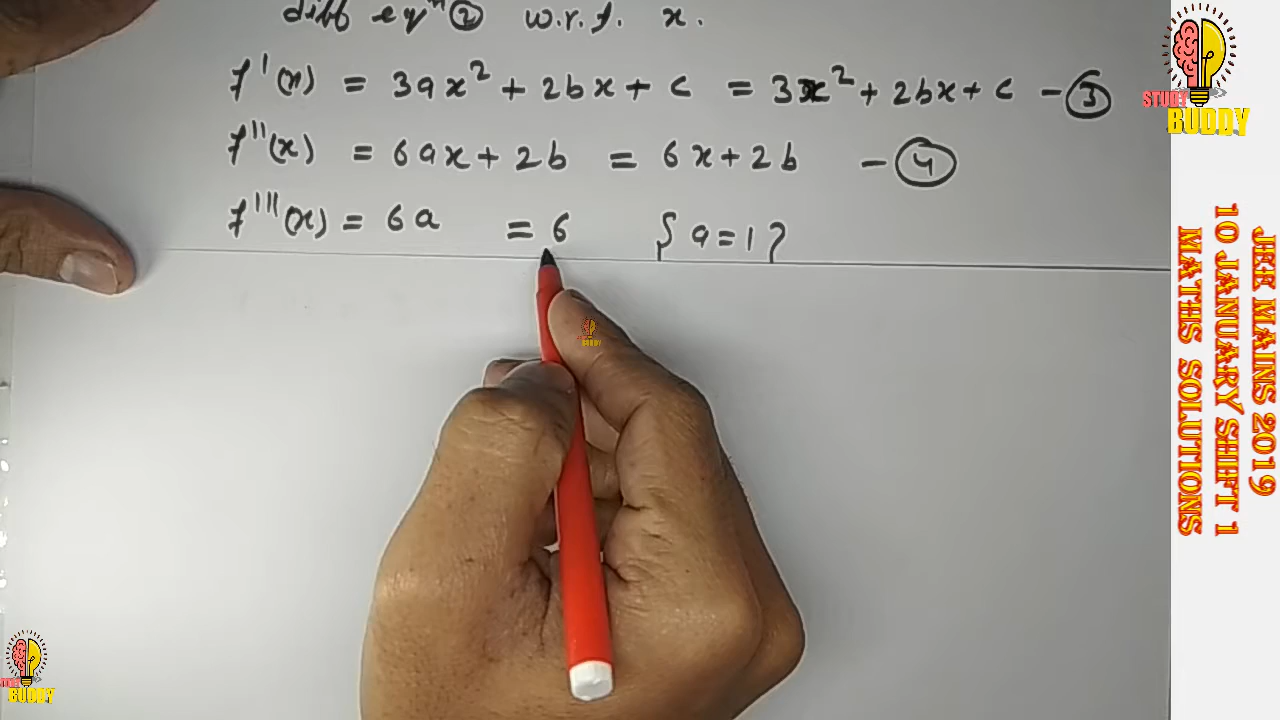 diff eqⁿ ② w.r.t. x.
f'(x) = 3ax² + 2bx + c = 3x² + 2bx + c - ③
f''(x) = 6ax + 2b = 6x + 2b - ④
f'''(x) = 6a = 6 { a = 1 }
STUDY
BUDDY
JEE MAINS 2019
10 JANUARY SHIFT 1
MATHS SOLUTIONS
BUDDY